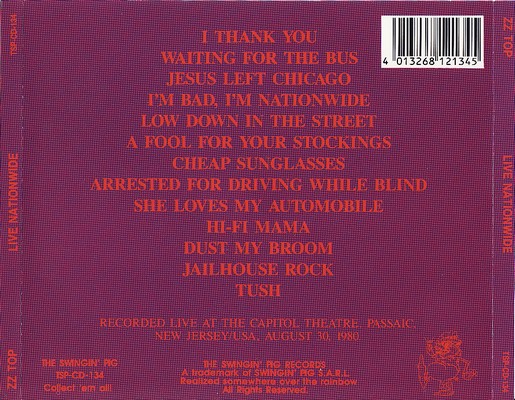 TSP-CD-134
LIVE NATIONWIDE
ZZ TOP
I THANK YOU
WAITING FOR THE BUS
JESUS LEFT CHICAGO
I'M BAD, I'M NATIONWIDE
LOW DOWN IN THE STREET
A FOOL FOR YOUR STOCKINGS
CHEAP SUNGLASSES
ARRESTED FOR DRIVING WHILE BLIND
SHE LOVES MY AUTOMOBILE
HI-FI MAMA
DUST MY BROOM
JAILHOUSE ROCK
TUSH
4 013268 121345
RECORDED LIVE AT THE CAPITOL THEATRE, PASSAIC,
NEW JERSEY/USA, AUGUST 30, 1980
THE SWINGIN' PIG
TSP-CD-134
Collect 'em all!
THE SWINGIN' PIG RECORDS
A trademark of SWINGIN' PIG S.A.R.L.
Realized somewhere over the rainbow
All Rights Reserved.
ZZ TOP
LIVE NATIONWIDE
TSP-CD-134